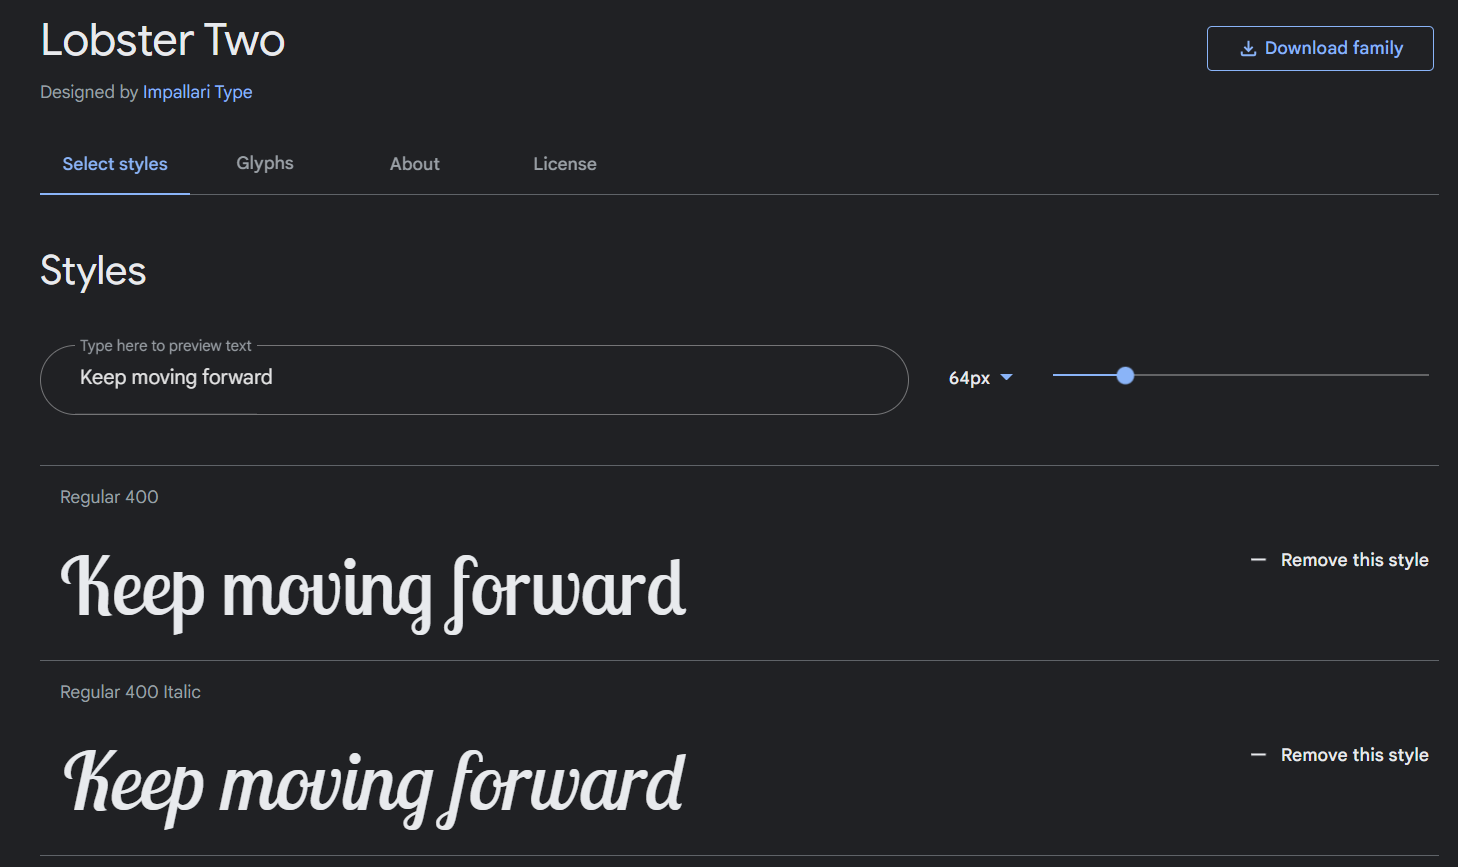 Lobster Two
Download family
Designed by Impallari Type
Select styles Glyphs About License
Styles
Type here to preview text
Keep moving forward
64px
Regular 400
Keep moving forward
Remove this style
Regular 400 Italic
Keep moving forward
Remove this style